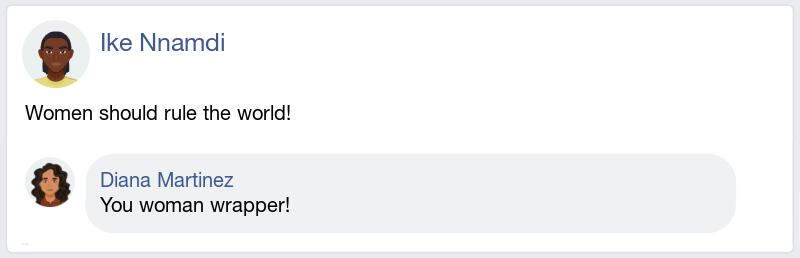 Ike Nnamdi
Women should rule the world!
Diana Martinez
You woman wrapper!